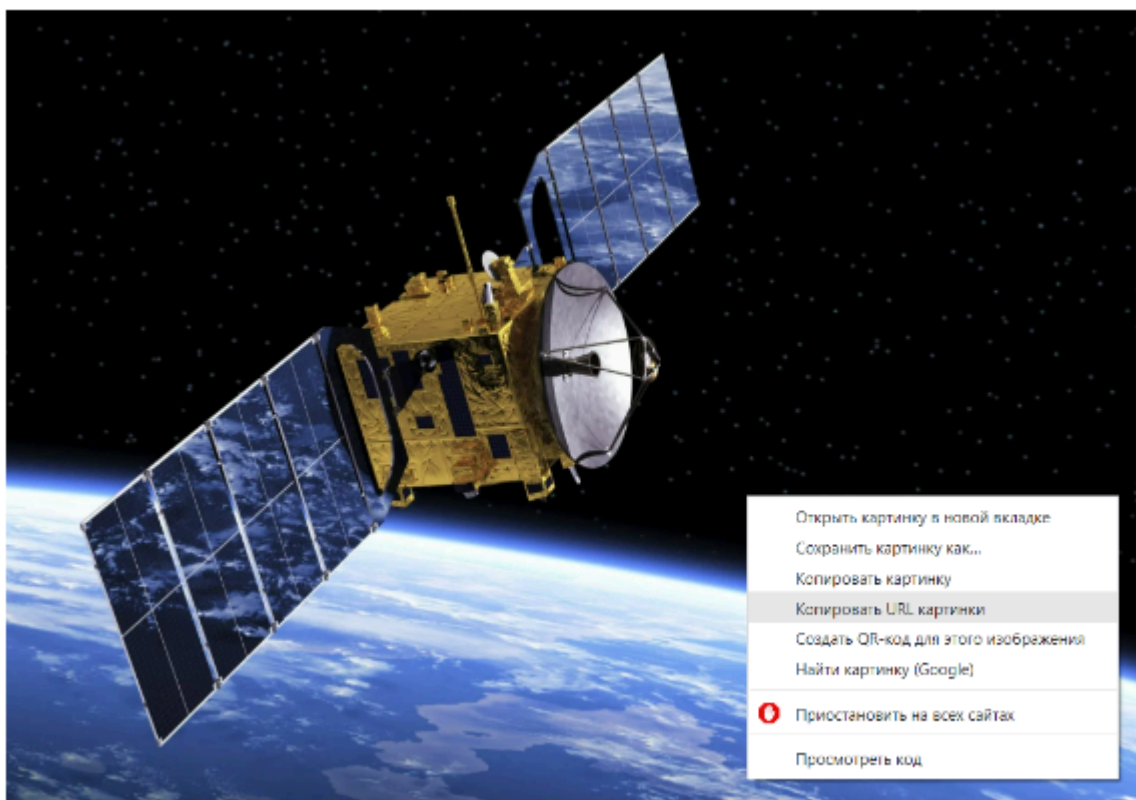 Открыть картинку в новой вкладке
Сохранить картинку как...
Копировать картинку
Копировать URL картинки
Создать QR-код для этого изображения
Найти картинку (Google)
Приостановить на всех сайтах
Просмотреть код